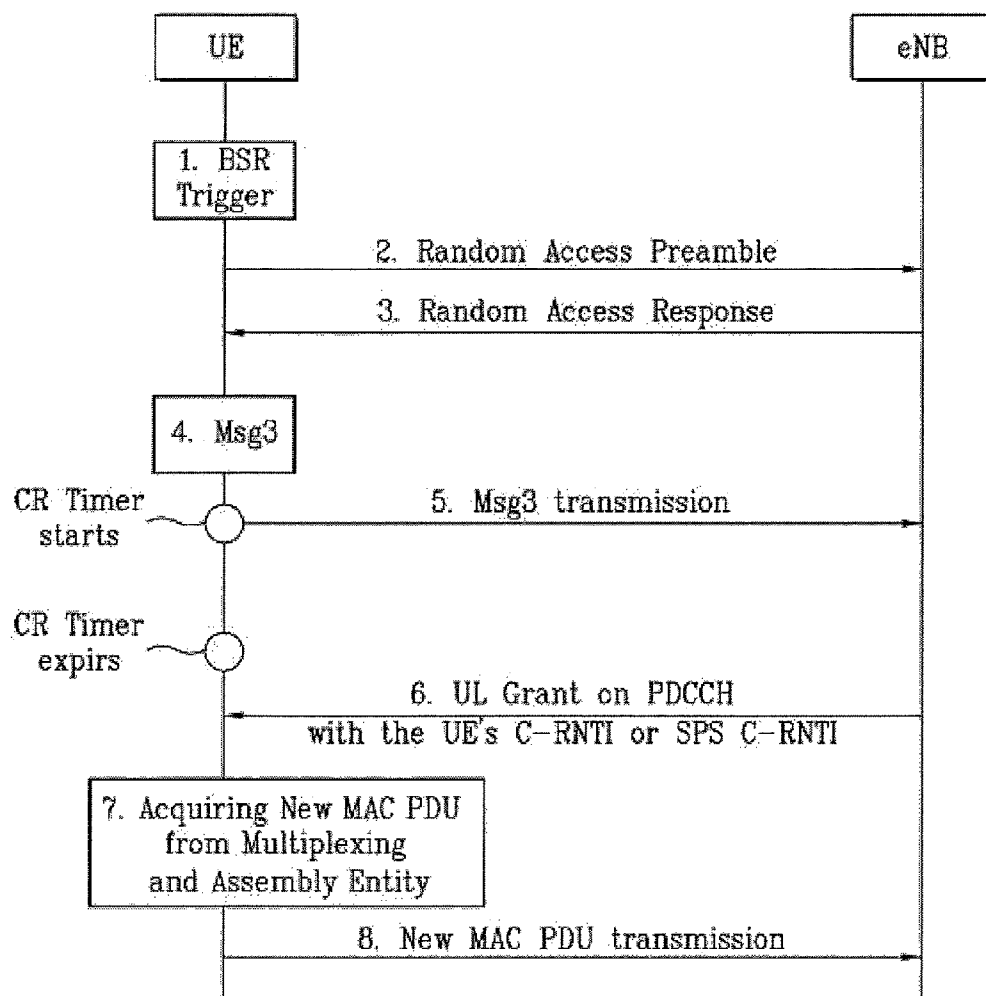 UE
eNB
1. BSR
Trigger
2. Random Access Preamble
3. Random Access Response
4. Msg3
CR Timer
starts
5. Msg3 transmission
CR Timer
expirs
6. UL Grant on PDCCH
with the UE's C-RNTI or SPS C-RNTI
7. Acquiring New MAC PDU
from Multiplexing
and Assembly Entity
8. New MAC PDU transmission